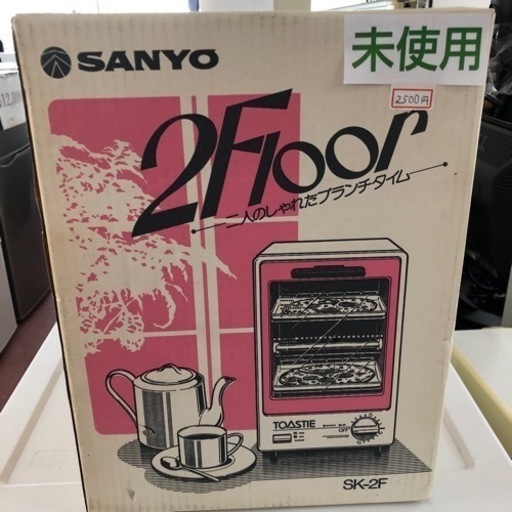 SANYO
未使用
2500円
2Floor
二人のしゃれたブランチタイム
TOASTIE
OFF
SK-2F